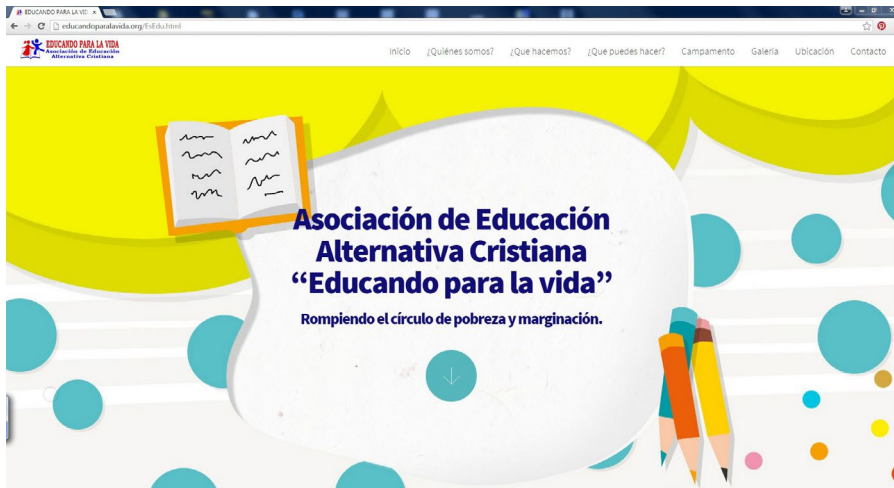 EDUCANDO PARA LA VID
educandoparalavida.org/EsEdu.html
EDUCANDO PARA LA VIDA
Asociación de Educación
Alternativa Cristiana
Inicio ¿Quiénes somos? ¿Que hacemos? ¿Que puedes hacer? Campamento Galeria Ubicación Contacto
Asociación de Educación
Alternativa Cristiana
“Educando para la vida”
Rompiendo el círculo de pobreza y marginación.